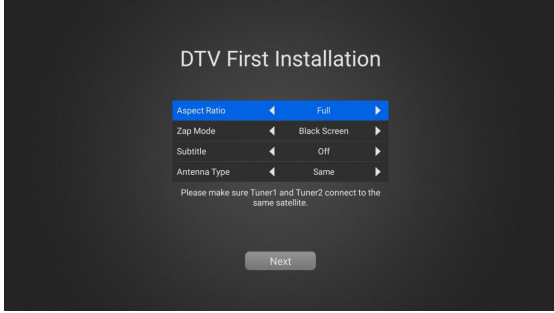 DTV First Installation
Aspect Ratio Full
Zap Mode Black Screen
Subtitle Off
Antenna Type Same
Please make sure Tuner1 and Tuner2 connect to the
same satellite.
Next